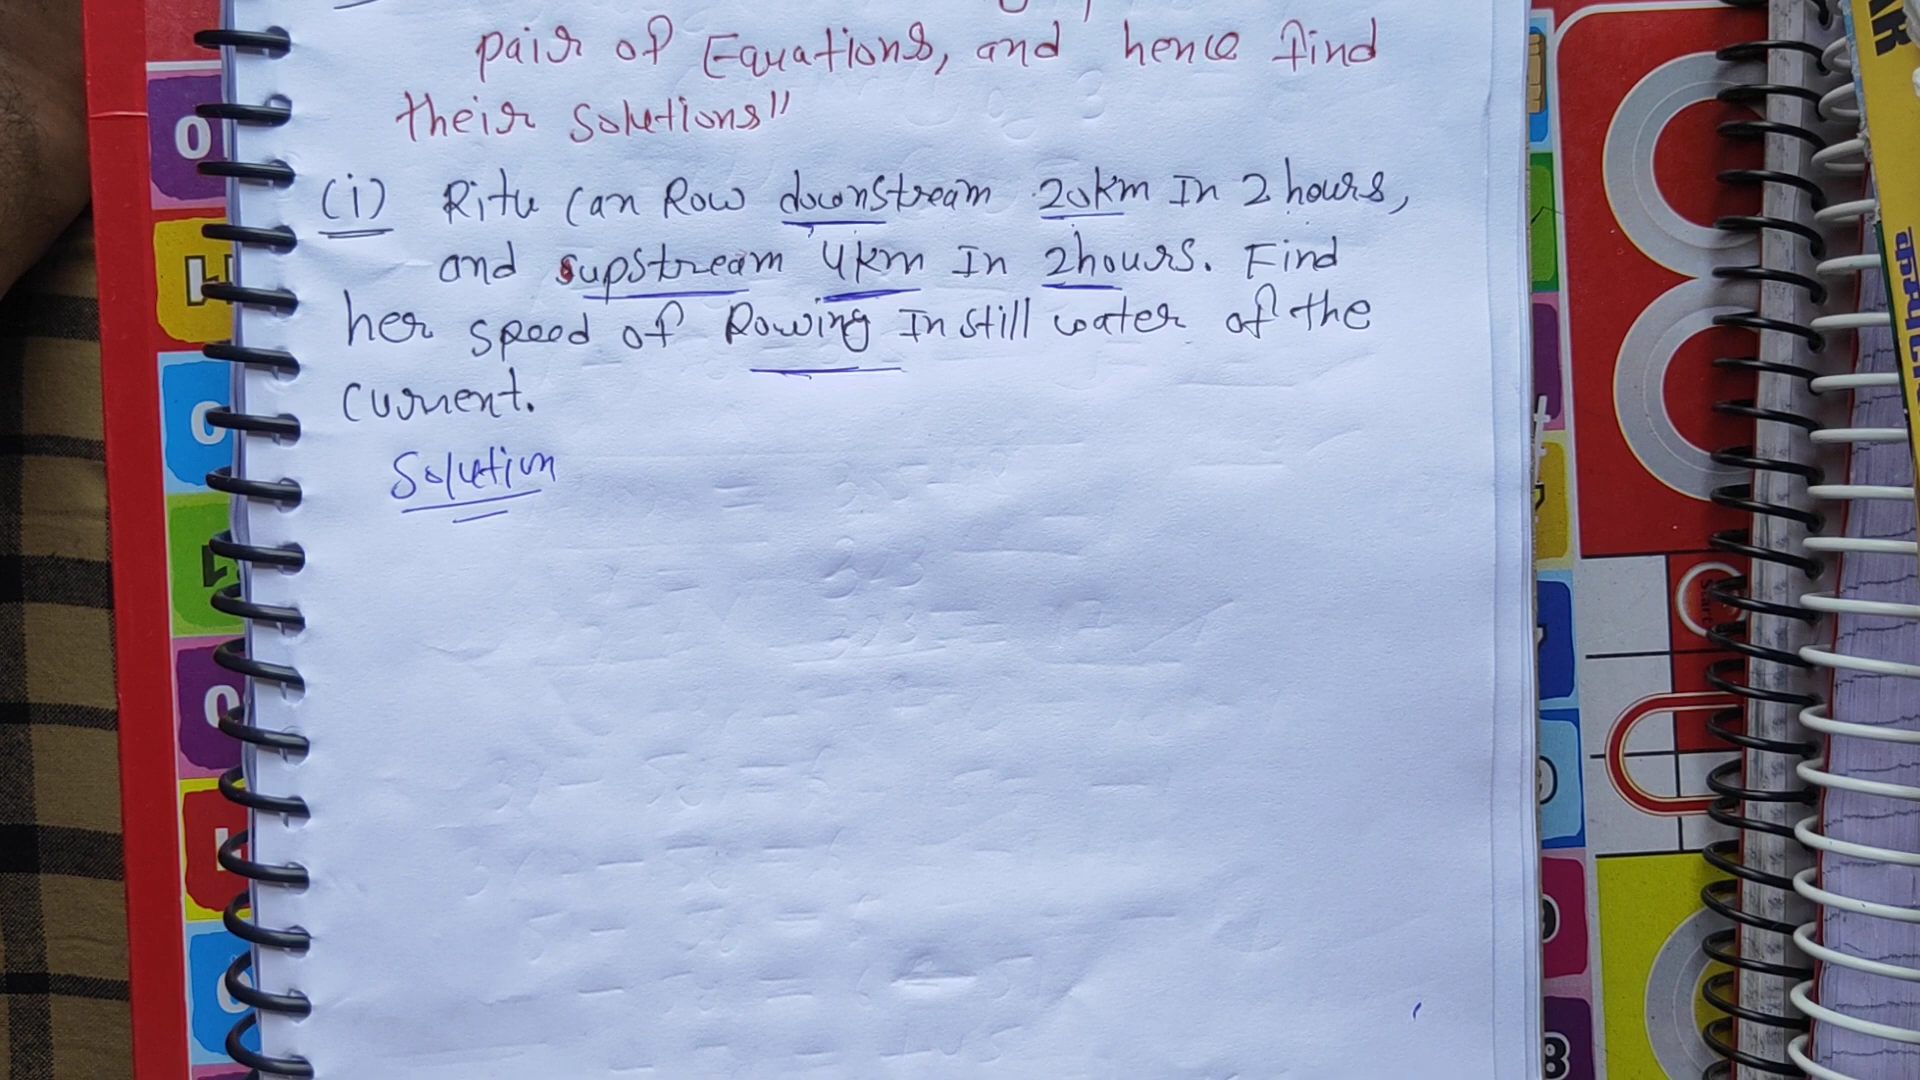 pair of Equations, and hence find
their Solutions"
(i) Ritu Can Row downstream 20km In 2 hours,
and supstream 4km In 2hours. Find
her speed of Rowing In still water of the
current.
Solution